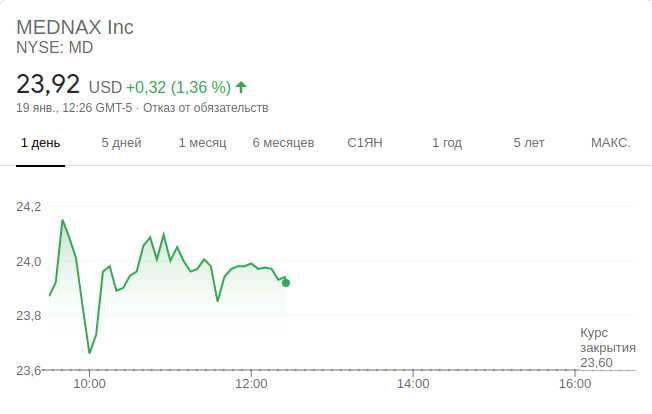 MEDNAX Inc
NYSE: MD
23,92 USD +0,32 (1,36 %)
19 янв., 12:26 GMT-5 · Отказ от обязательств
1 день 5 дней 1 месяц 6 месяцев С1ЯН 1 год 5 лет МАКС.
24,2
24,0
23,8
Курс
закрытия
23,60
23,6
10:00 12:00 14:00 16:00